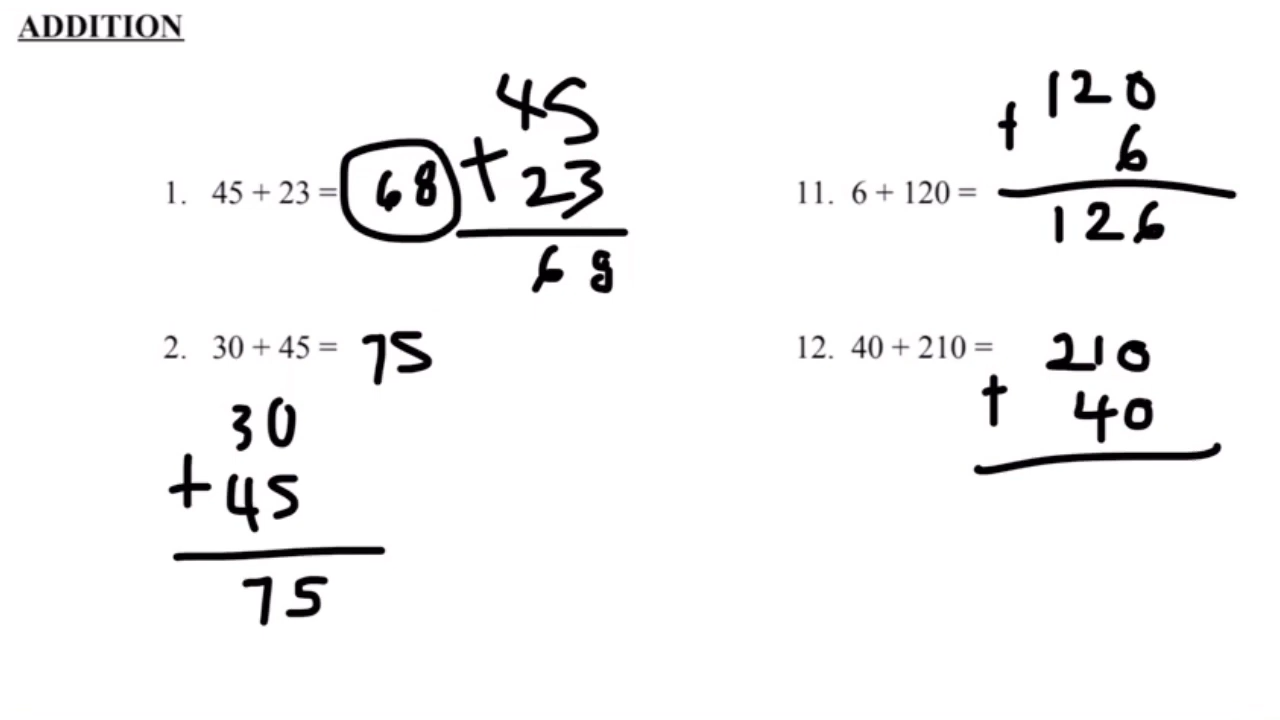 ADDITION
1. 45 + 23 = 68
45
+ 23
68
2. 30 + 45 = 75
30
+ 45
75
11. 6 + 120 =
120
+ 6
126
12. 40 + 210 =
210
+ 40